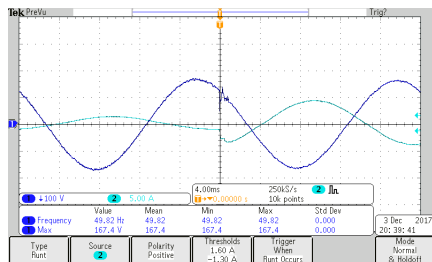 Tek PreVu Trig?
1 100 V 2 5.00 A
4.00ms 250kS/s 2
0.00000 s 10k points
Value Mean Min Max Std Dev
1 Frequency 49.82 Hz 49.82 49.82 49.82 0.000
1 Max 167.4 V 167.4 167.4 167.4 0.000
3 Dec 2017
20:39:41
Type
Runt
Source
2
Polarity
Positive
Thresholds
1.60 A
-1.30 A
Trigger
When
Runt Occurs
Mode
Normal
& Holdoff